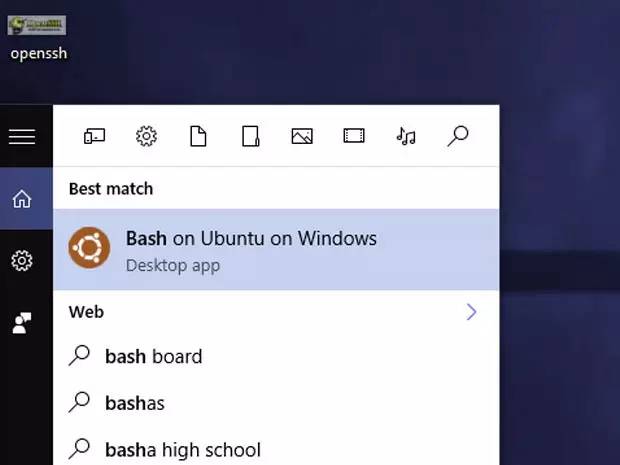 openssh
Best match
Bash on Ubuntu on Windows
Desktop app
Web
bash board
bashas
basha high school